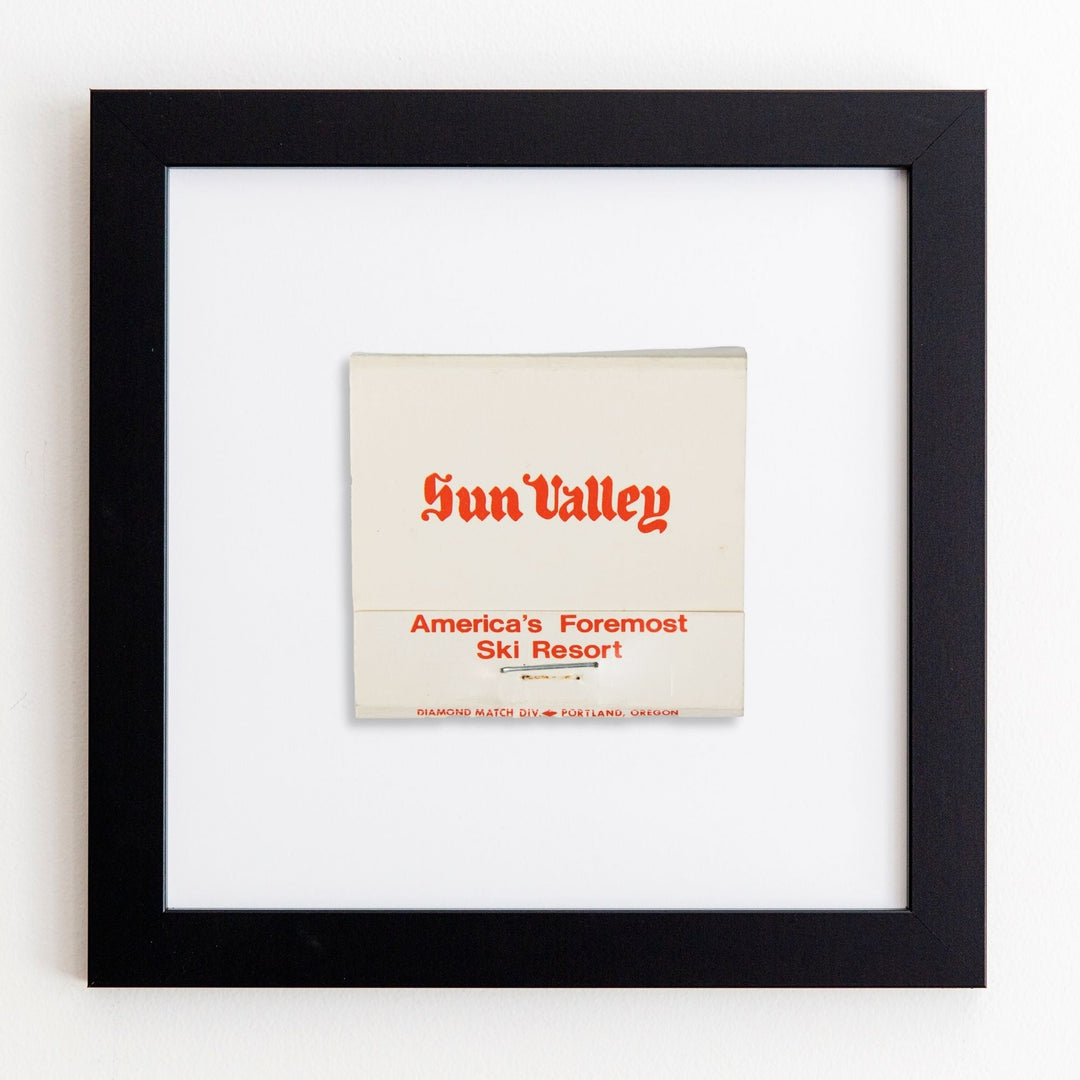 Sun Valley
America's Foremost
Ski Resort
DIAMOND MATCH DIV. PORTLAND, OREGON